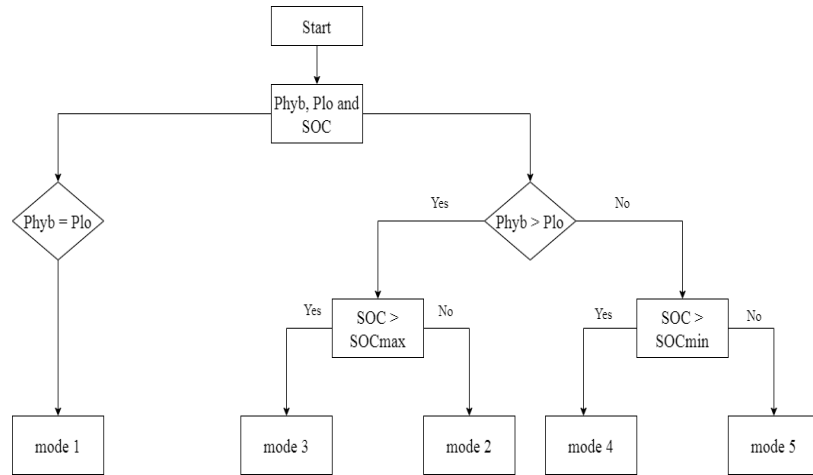 Start
Phyb, Plo and
SOC
Phyb = Plo
Yes
Phyb > Plo
No
Yes
SOC >
SOCmax
No
Yes
SOC >
SOCmin
No
mode 1
mode 3
mode 2
mode 4
mode 5